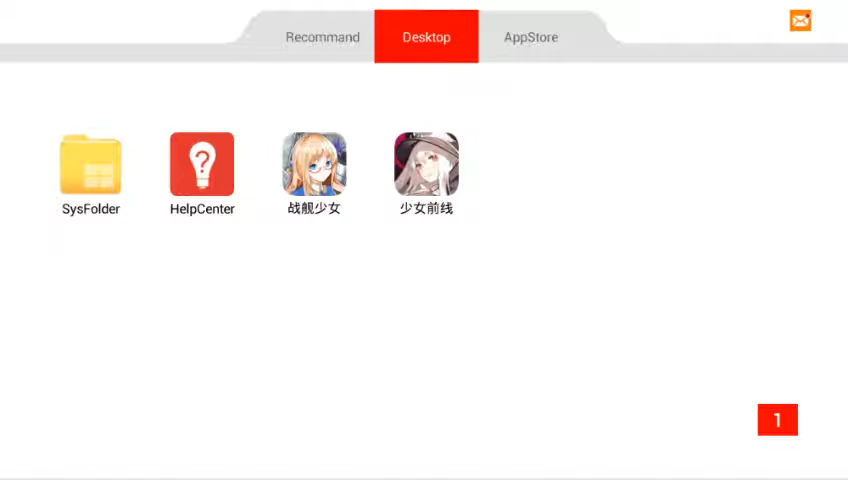 Recommand
Desktop
AppStore
SysFolder
HelpCenter
战舰少女
少女前线
1